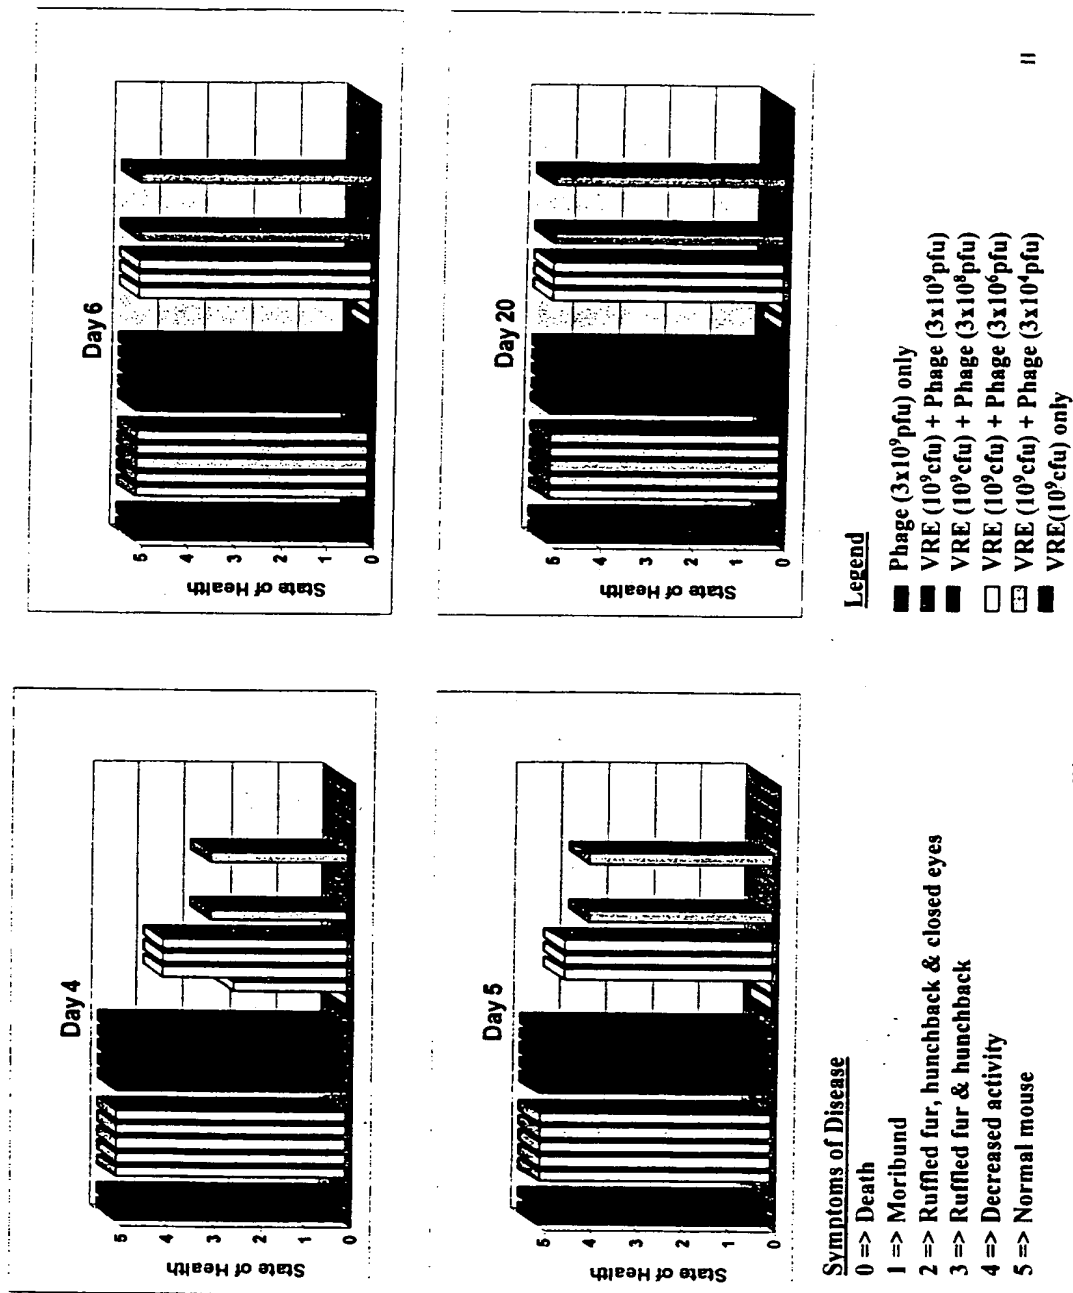 Day 4
State of Health
5
4
3
2
1
0
Day 6
State of Health
5
4
3
2
1
0
Day 5
State of Health
5
4
3
2
1
0
Day 20
State of Health
5
4
3
2
1
0
Symptoms of Disease
0 => Death
1 => Moribund
2 => Ruffled fur, hunchback & closed eyes
3 => Ruffled fur & hunchback
4 => Decreased activity
5 => Normal mouse
Legend
Phage (3x10⁹pfu) only
VRE (10⁹cfu) + Phage (3x10⁹pfu)
VRE (10⁹cfu) + Phage (3x10⁸pfu)
VRE (10⁹cfu) + Phage (3x10⁶pfu)
VRE (10⁹cfu) + Phage (3x10⁴pfu)
VRE(10⁹cfu) only